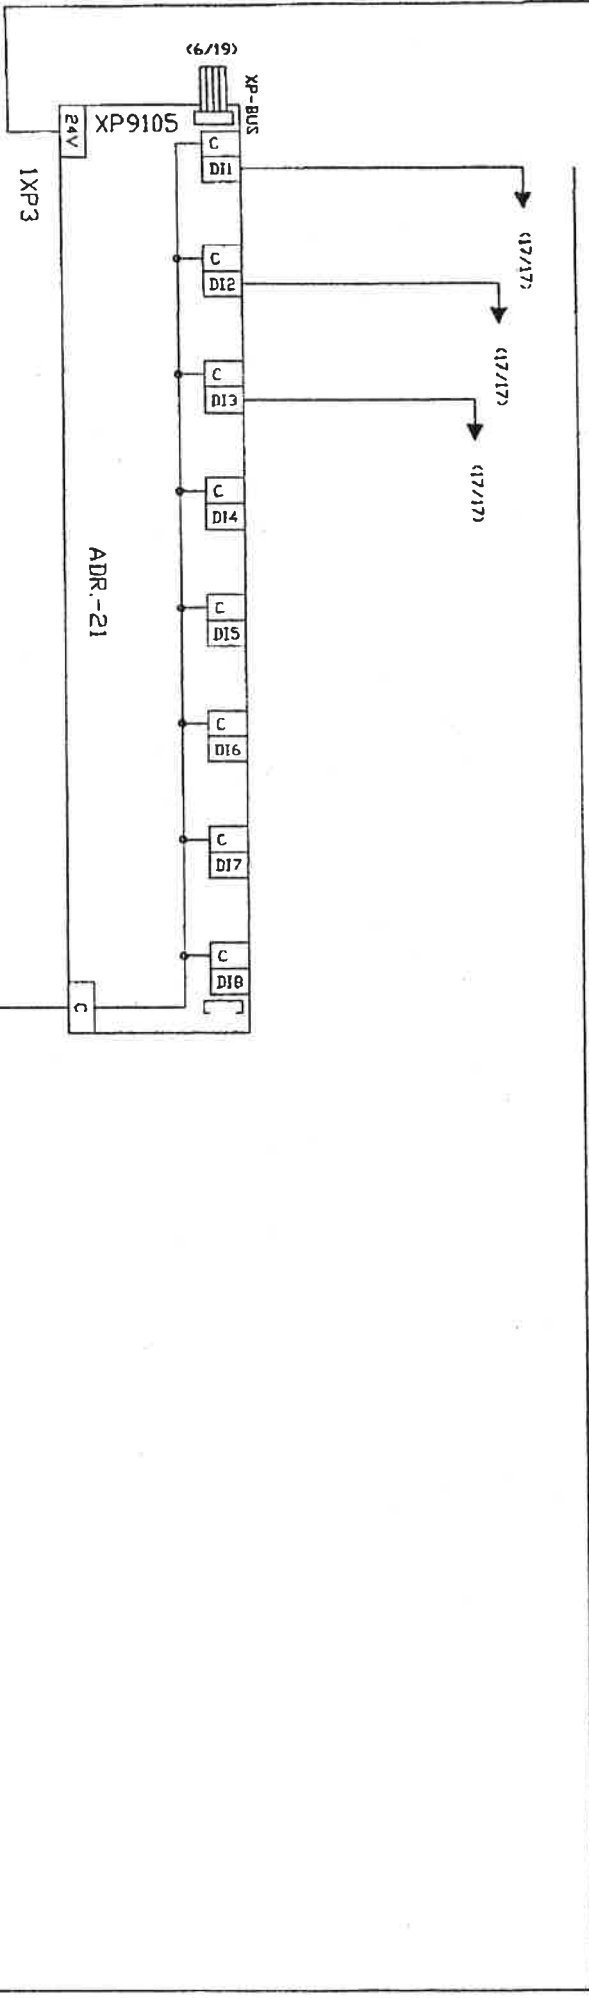 (6/19)
XP-BUS
24V
XP9105
1XP3
C
DI1
(17/17)
C
DI2
(17/17)
C
DI3
(17/17)
C
DI4
ADR.-21
C
DI5
C
DI6
C
DI7
C
DI8
C